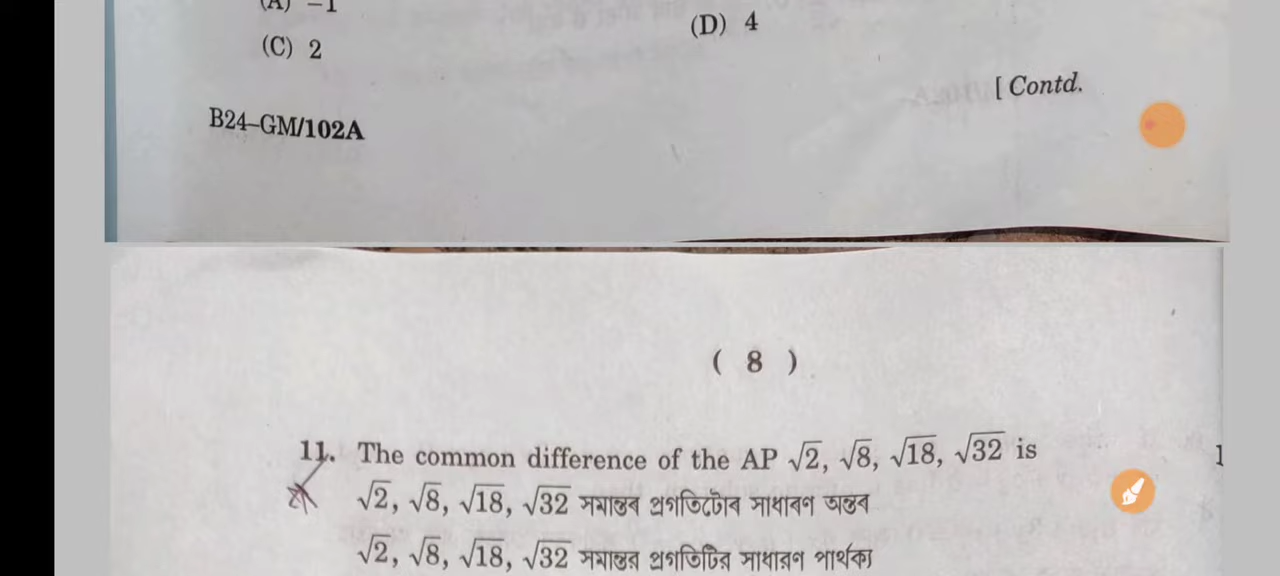 (A) −1
(D) 4
(C) 2
[ Contd.
B24–GM/102A
( 8 )
11. The common difference of the AP √2, √8, √18, √32 is 1
√2, √8, √18, √32 সমান্তৰ প্ৰগতিটোৰ সাধাৰণ অন্তৰ
√2, √8, √18, √32 সমান্তর প্রগতিটির সাধারণ পার্থক্য